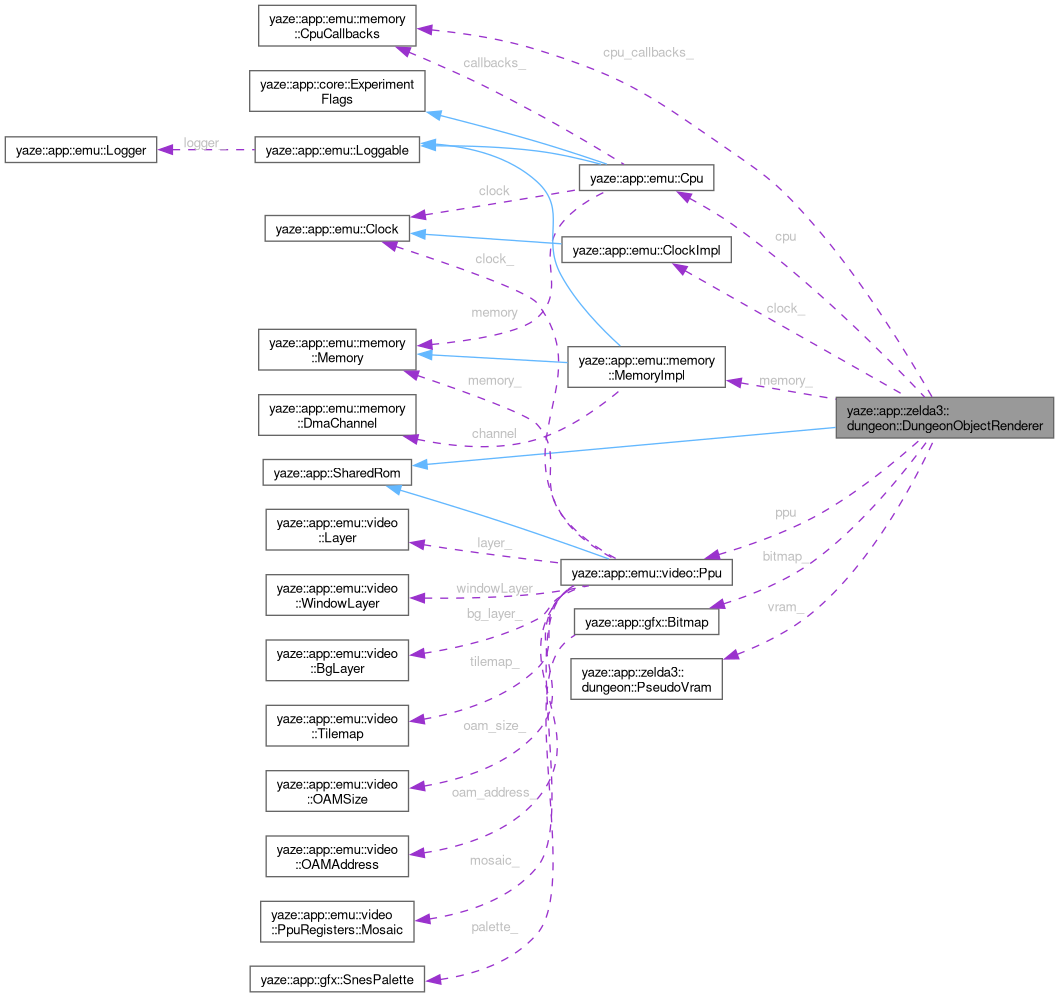 yaze::app::emu::memory
::CpuCallbacks
cpu_callbacks_
callbacks_
yaze::app::core::Experiment
Flags
yaze::app::emu::Logger
logger
yaze::app::emu::Loggable
yaze::app::emu::Cpu
clock
yaze::app::emu::Clock
cpu
yaze::app::emu::ClockImpl
clock_
clock_
memory
yaze::app::emu::memory
::Memory
yaze::app::emu::memory
::MemoryImpl
memory_
memory_
yaze::app::emu::memory
::DmaChannel
channel
yaze::app::zelda3::
dungeon::DungeonObjectRenderer
yaze::app::SharedRom
yaze::app::emu::video
::Layer
layer_
ppu
bitmap_
yaze::app::emu::video::Ppu
yaze::app::emu::video
::WindowLayer
windowLayer
bg_layer_
vram_
yaze::app::gfx::Bitmap
yaze::app::emu::video
::BgLayer
tilemap_
yaze::app::zelda3::
dungeon::PseudoVram
yaze::app::emu::video
::Tilemap
oam_size_
yaze::app::emu::video
::OAMSize
oam_address_
yaze::app::emu::video
::OAMAddress
mosaic_
yaze::app::emu::video
::PpuRegisters::Mosaic
palette_
yaze::app::gfx::SnesPalette